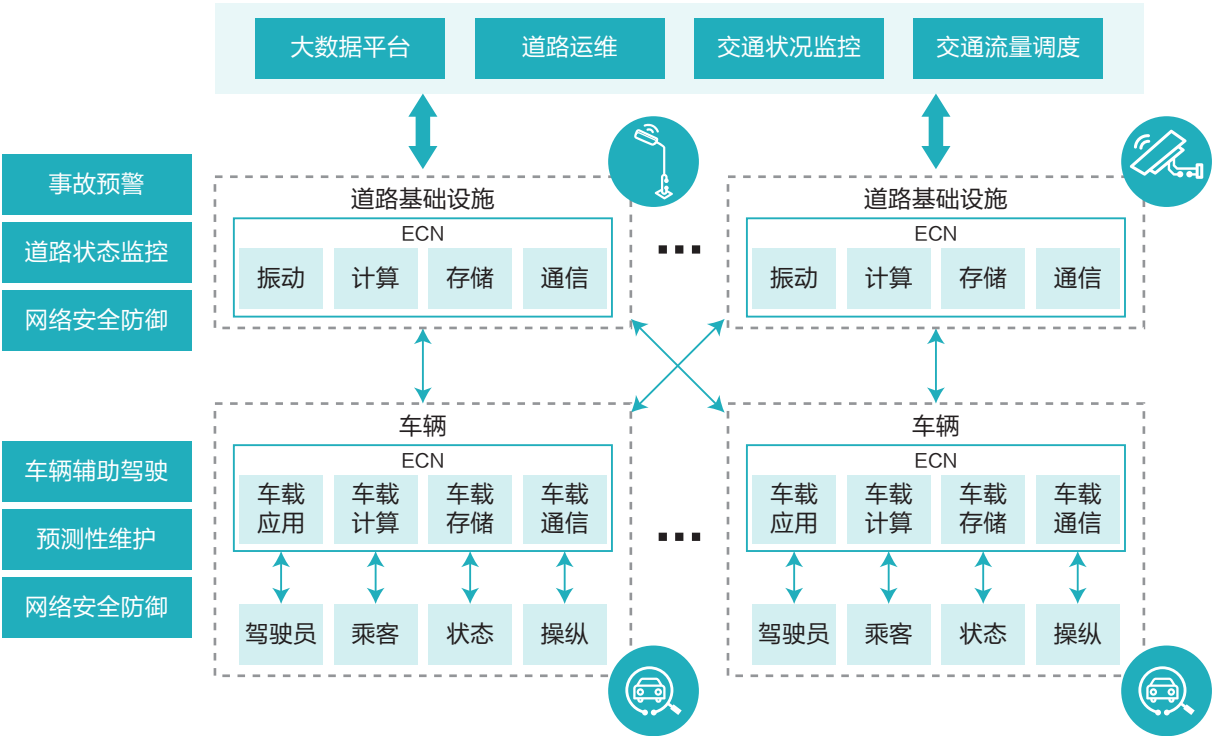 大数据平台
道路运维
交通状况监控
交通流量调度
事故预警
道路状态监控
网络安全防御
道路基础设施
ECN
振动
计算
存储
通信
...
道路基础设施
ECN
振动
计算
存储
通信
车辆辅助驾驶
预测性维护
网络安全防御
车辆
ECN
车载
应用
车载
计算
车载
存储
车载
通信
驾驶员
乘客
状态
操纵
...
车辆
ECN
车载
应用
车载
计算
车载
存储
车载
通信
驾驶员
乘客
状态
操纵